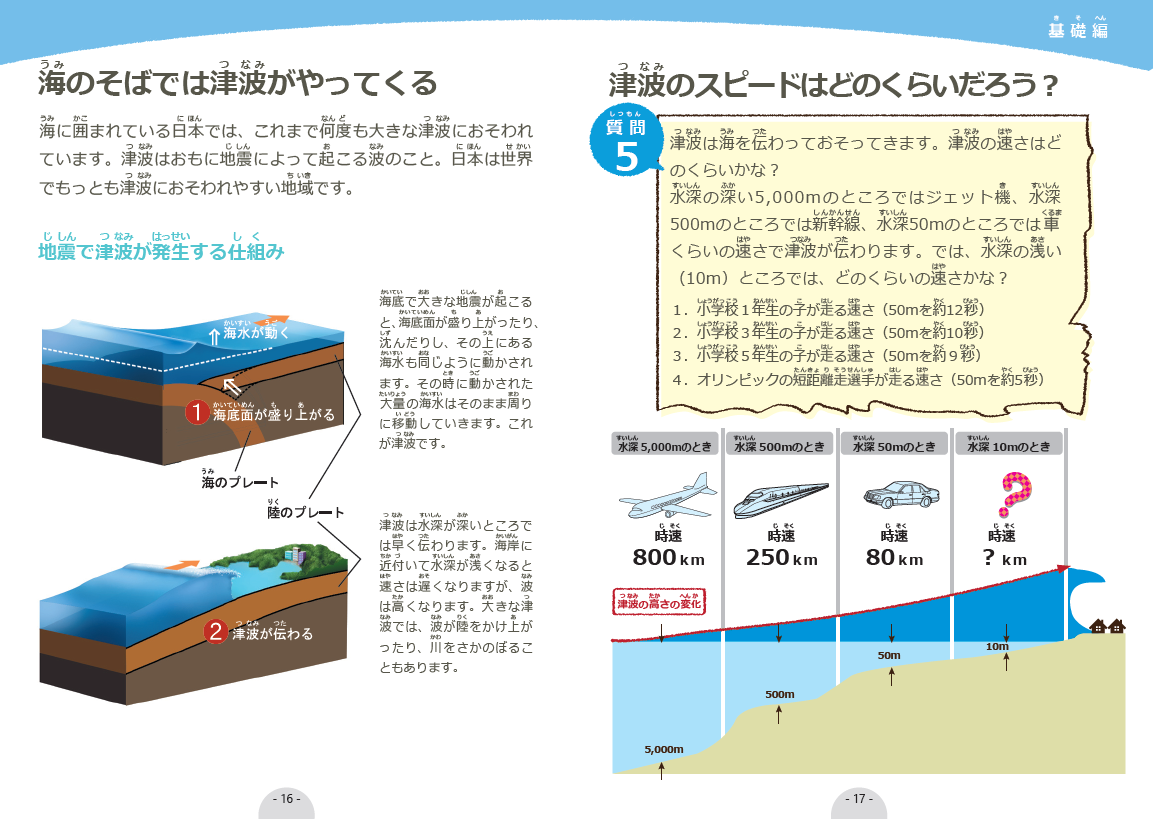 海のそばでは津波がやってくる
海に囲まれている日本では、これまで何度も大きな津波におそわれ
ています。津波はおもに地震によって起こる波のこと。日本は世界
でもっとも津波におそわれやすい地域です。
地震で津波が発生する仕組み
海水が動く
1 海底面が盛り上がる
海のプレート
陸のプレート
海底で大きな地震が起こる
と、海底面が盛り上がったり、
沈んだりし、その上にある
海水も同じように動かされ
ます。その時に動かされた
大量の海水はそのまま周り
に移動していきます。これ
が津波です。
2 津波が伝わる
津波は水深が深いところで
は早く伝わります。海岸に
近付いて水深が浅くなると
速さは遅くなりますが、波
は高くなります。大きな津
波では、波が陸をかけ上が
ったり、川をさかのぼるこ
ともあります。
- 16 -
基礎編
津波のスピードはどのくらいだろう？
質問
5
津波は海を伝わっておそってきます。津波の速さはど
のくらいかな？
水深の深い5,000mのところではジェット機、水深
500mのところでは新幹線、水深50mのところでは車
くらいの速さで津波が伝わります。では、水深の浅い
（10m）ところでは、どのくらいの速さかな？
1．小学校１年生の子が走る速さ（50mを約12秒）
2．小学校３年生の子が走る速さ（50mを約10秒）
3．小学校５年生の子が走る速さ（50mを約９秒）
4．オリンピックの短距離走選手が走る速さ（50mを約5秒）
水深 5,000mのとき
水深 500mのとき
水深 50mのとき
水深 10mのとき
?
時速
800 km
時速
250 km
時速
80 km
時速
? km
津波の高さの変化
10m
50m
500m
5,000m
- 17 -